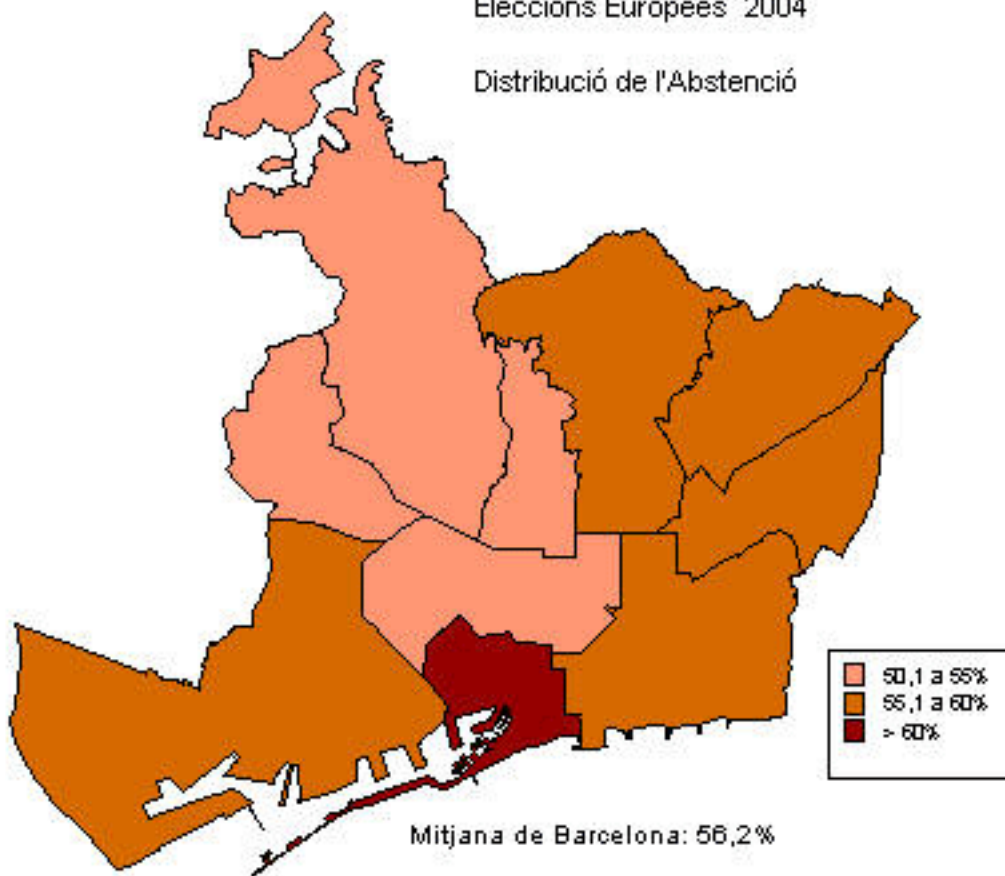 Eleccions Europees 2004
Distribució de l'Abstenció
50,1 a 55%
55,1 a 60%
> 60%
Mitjana de Barcelona: 56,2%